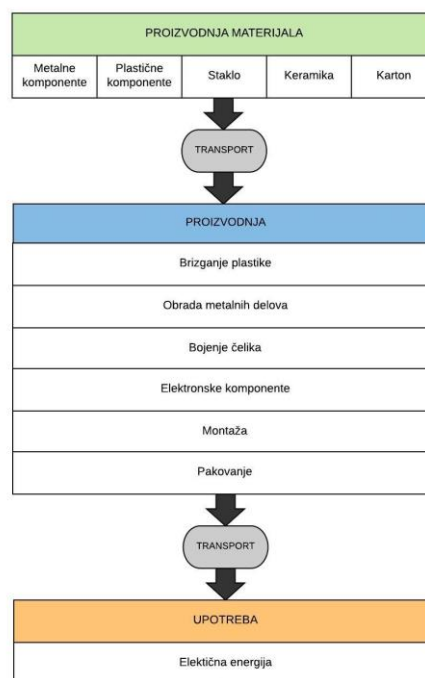 PROIZVODNJA MATERIJALA
Metalne
komponente
Plastične
komponente
Staklo
Keramika
Karton
TRANSPORT
PROIZVODNJA
Brizganje plastike
Obrada metalnih delova
Bojenje čelika
Elektronske komponente
Montaža
Pakovanje
TRANSPORT
UPOTREBA
Elektična energija